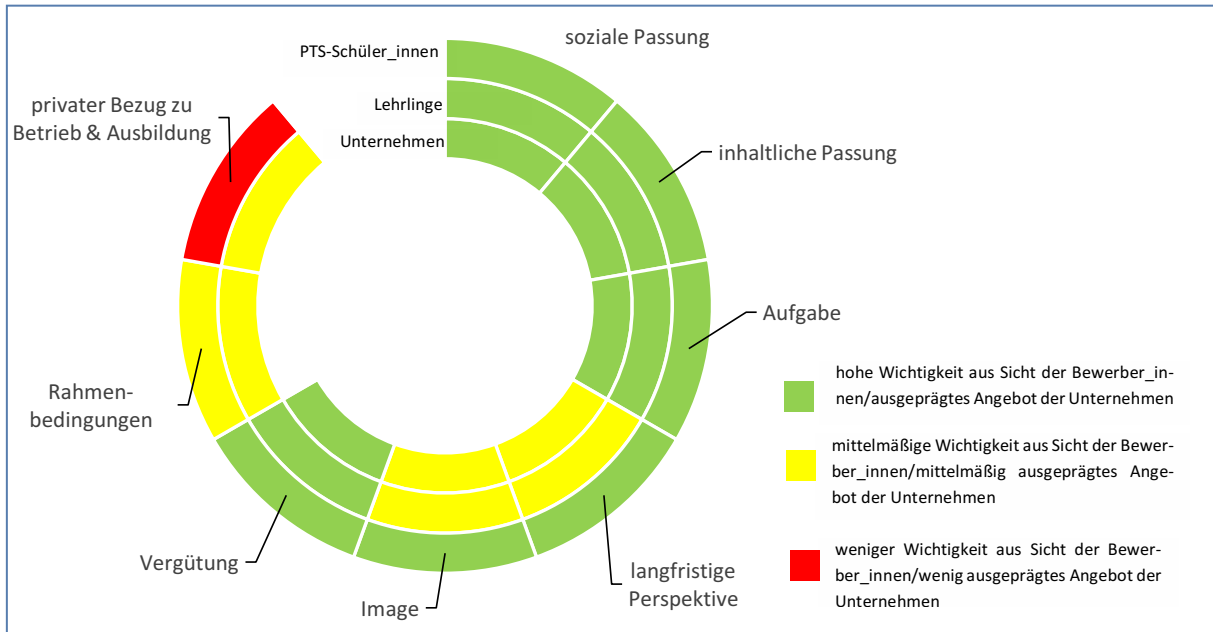 soziale Passung
PTS-Schüler_innen
Lehrlinge
Unternehmen
privater Bezug zu
Betrieb & Ausbildung
inhaltliche Passung
Aufgabe
Rahmen-
bedingungen
Vergütung
Image
langfristige
Perspektive
hohe Wichtigkeit aus Sicht der Bewerber_in-
nen/ausgeprägtes Angebot der Unternehmen
mittelmäßige Wichtigkeit aus Sicht der Bewer-
ber_innen/mittelmäßig ausgeprägtes Ange-
bot der Unternehmen
weniger Wichtigkeit aus Sicht der Bewer-
ber_innen/wenig ausgeprägtes Angebot der
Unternehmen